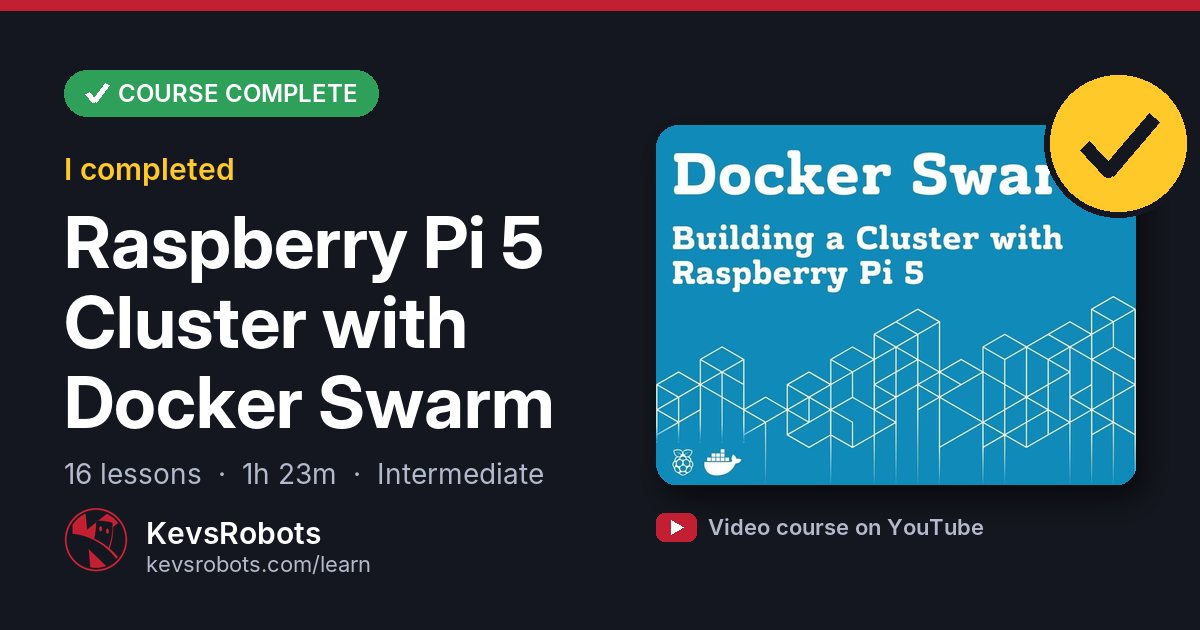 COURSE COMPLETE
I completed
Raspberry Pi 5
Cluster with
Docker Swarm
16 lessons · 1h 23m · Intermediate
KevsRobots
kevsrobots.com/learn
Docker Swar
Building a Cluster with
Raspberry Pi 5
Video course on YouTube